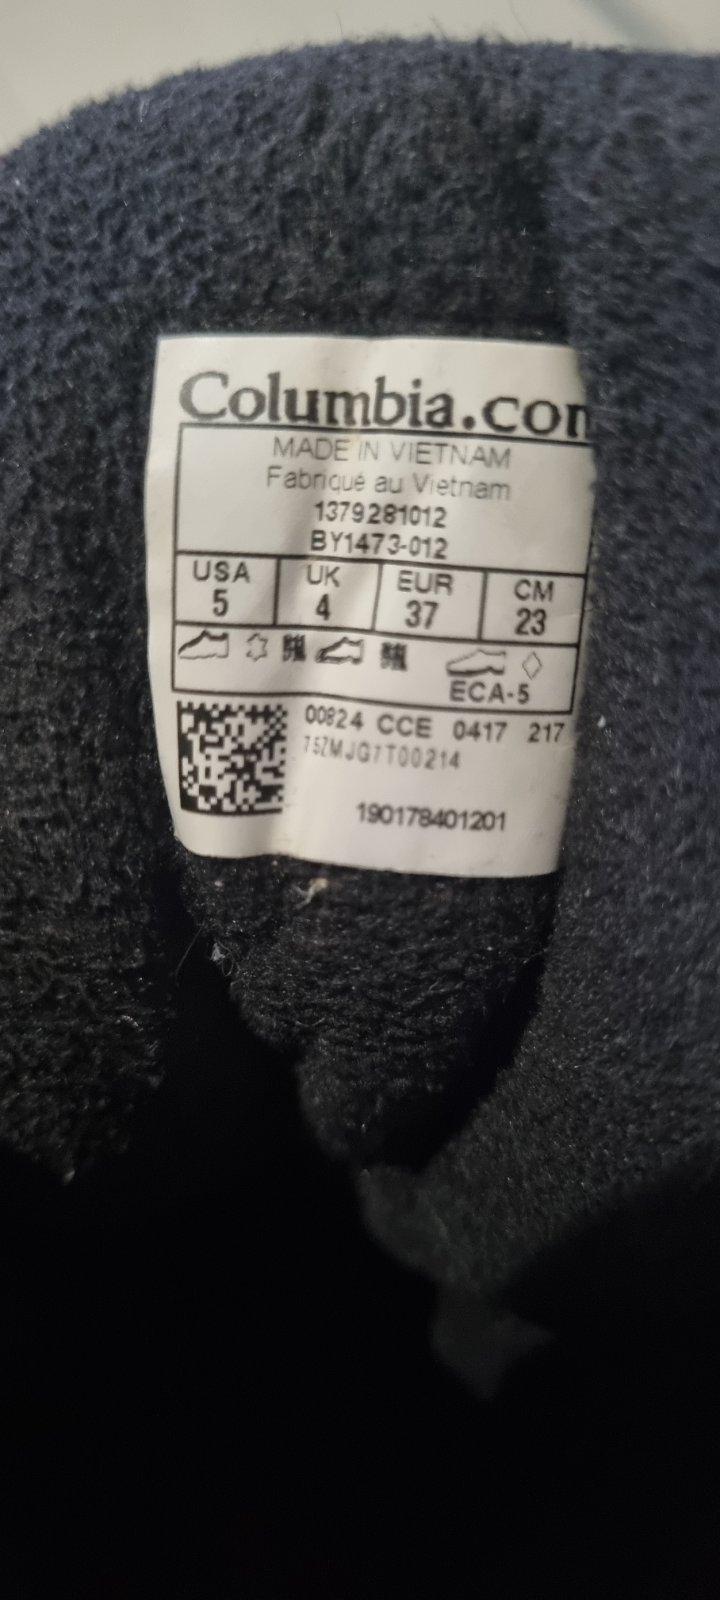 Columbia.com
MADE IN VIETNAM
Fabriqué au Vietnam
1379281012
BY1473-012
USA UK EUR CM
5 4 37 23
ECA-5
00824 CCE 0417 217
75ZMJG7T00214
190178401201